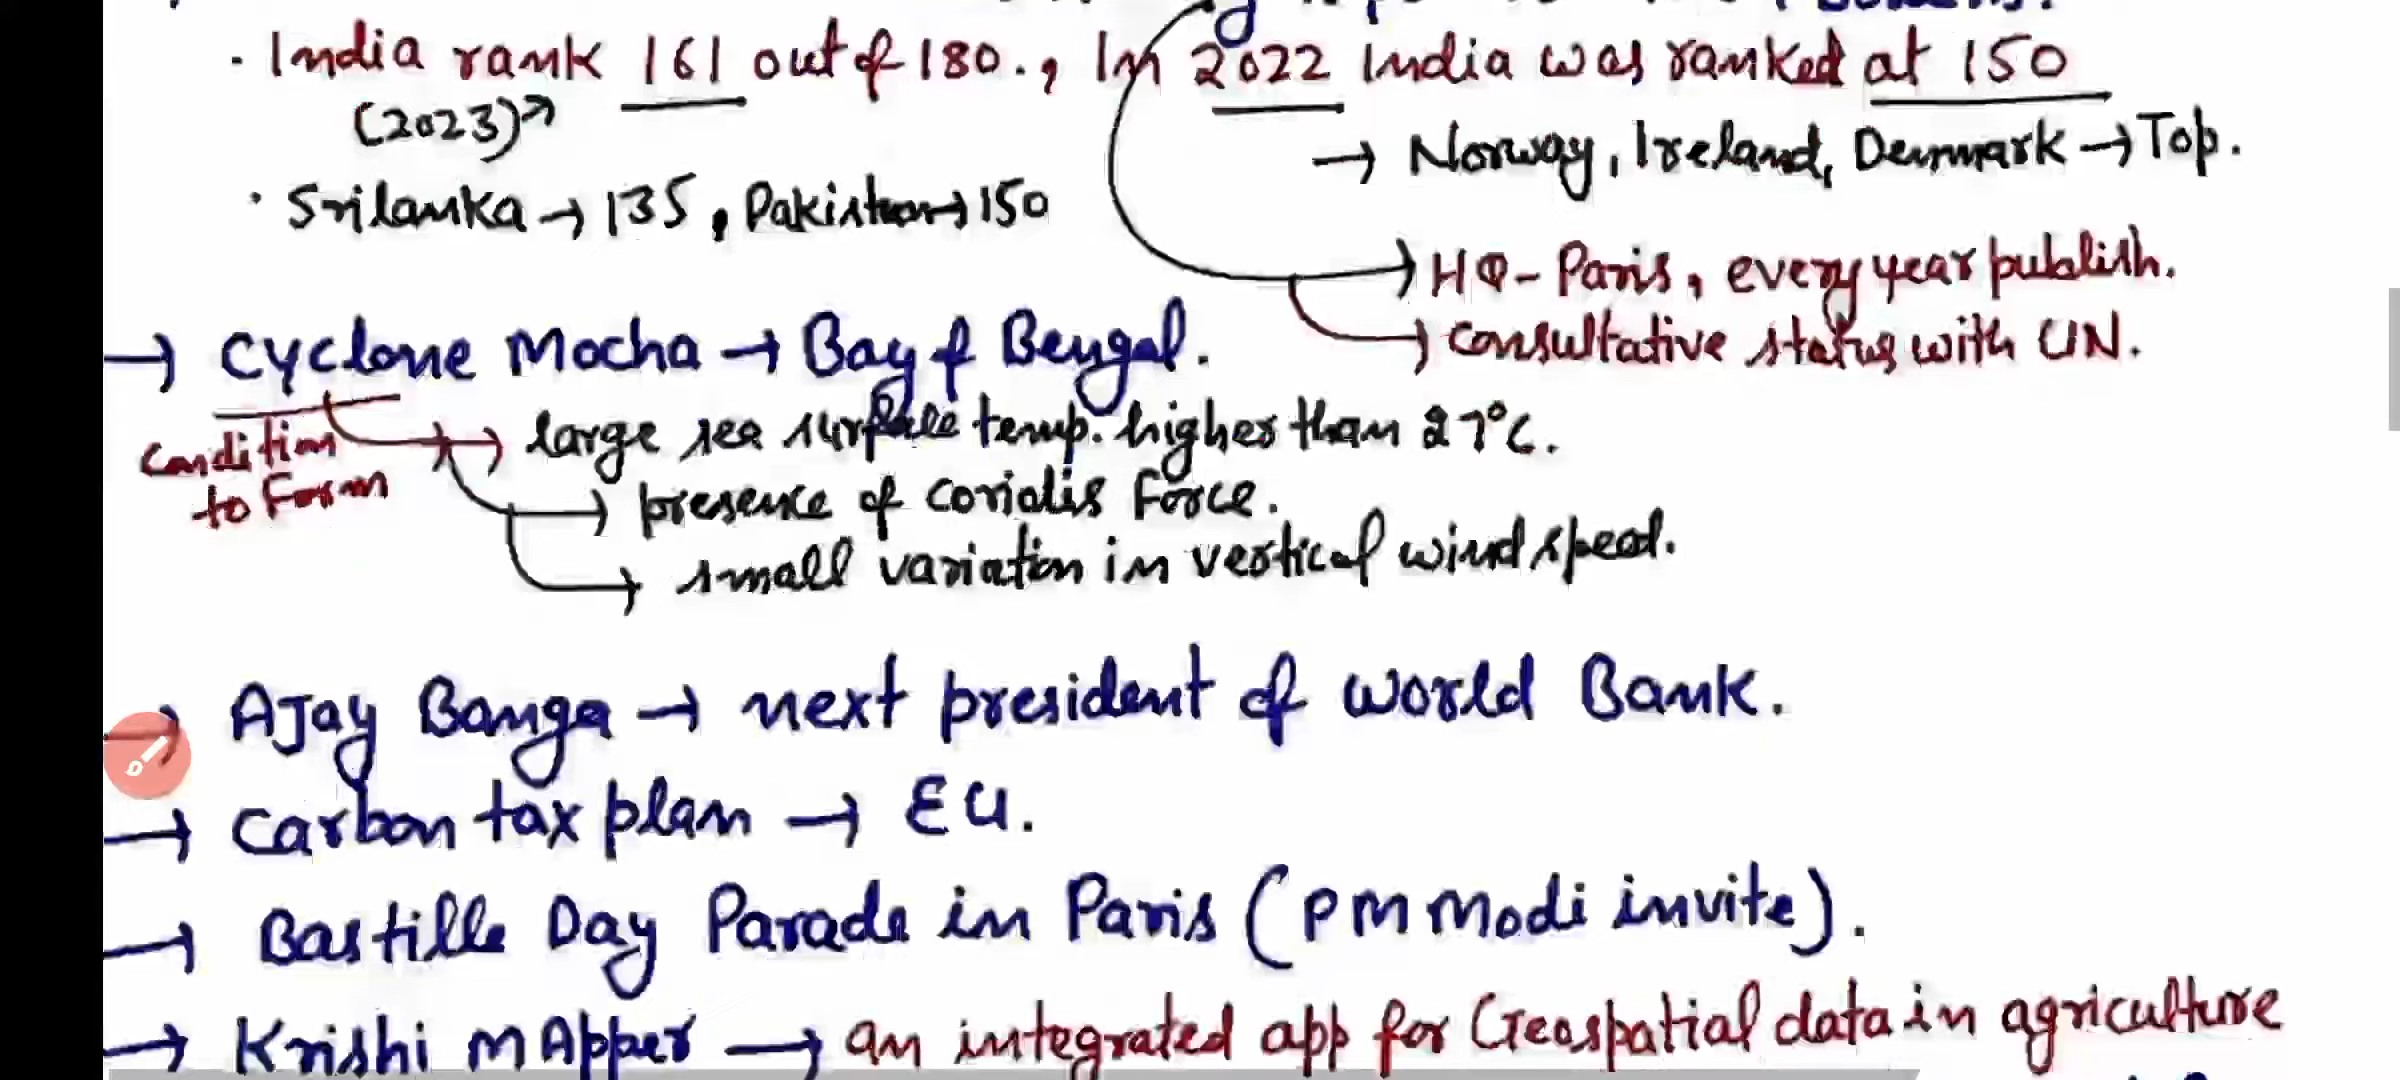 · India rank 161 out of 180., In 2022 India was ranked at 150
(2023)
→ Norway, Ireland, Denmark → Top.
· Srilanka → 135, Pakistan → 150
→ HQ - Paris, every year publish.
→ Consultative status with UN.
→ Cyclone Mocha → Bay of Bengal.
Condition to Form
→ large sea surface temp. higher than 27°C.
→ presence of coriolis Force.
→ small variation in vertical wind speed.
→ AJay Banga → next president of world Bank.
→ Carbon tax plan → EU.
→ Bastille Day Parade in Paris (PM Modi invite).
→ Krishi MApper → an integrated app for Geospatial data in agriculture